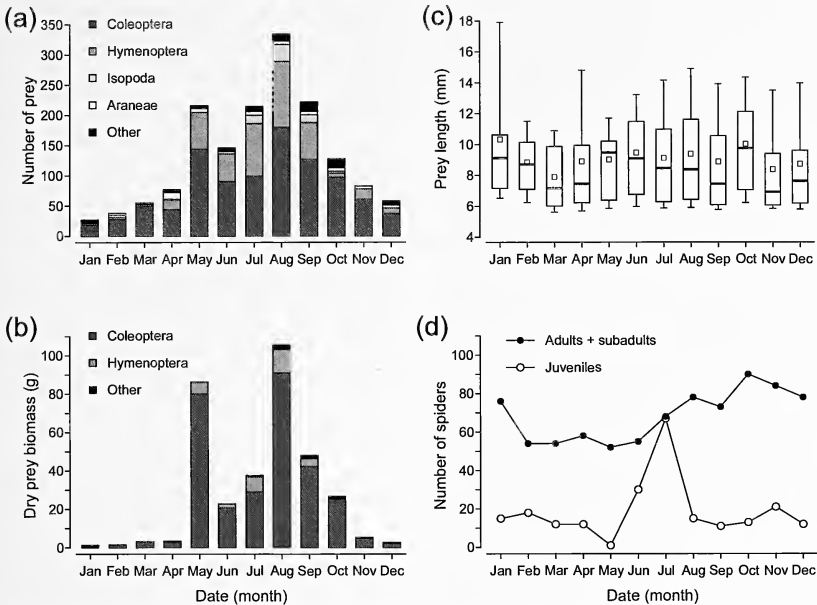 (a)
Coleoptera
Hymenoptera
Isopoda
Araneae
Other
Number of prey
350
300
250
200
150
100
50
0
Jan Feb Mar Apr May Jun Jul Aug Sep Oct Nov Dec
(b)
Coleoptera
Hymenoptera
Other
Dry prey biomass (g)
100
80
60
40
20
0
Jan Feb Mar Apr May Jun Jul Aug Sep Oct Nov Dec
Date (month)
(c)
Prey length (mm)
18
16
14
12
10
8
6
4
Jan Feb Mar Apr May Jun Jul Aug Sep Oct Nov Dec
(d)
Adults + subadults
Juveniles
Number of spiders
100
80
60
40
20
0
Jan Feb Mar Apr May Jun Jul Aug Sep Oct Nov Dec
Date (month)